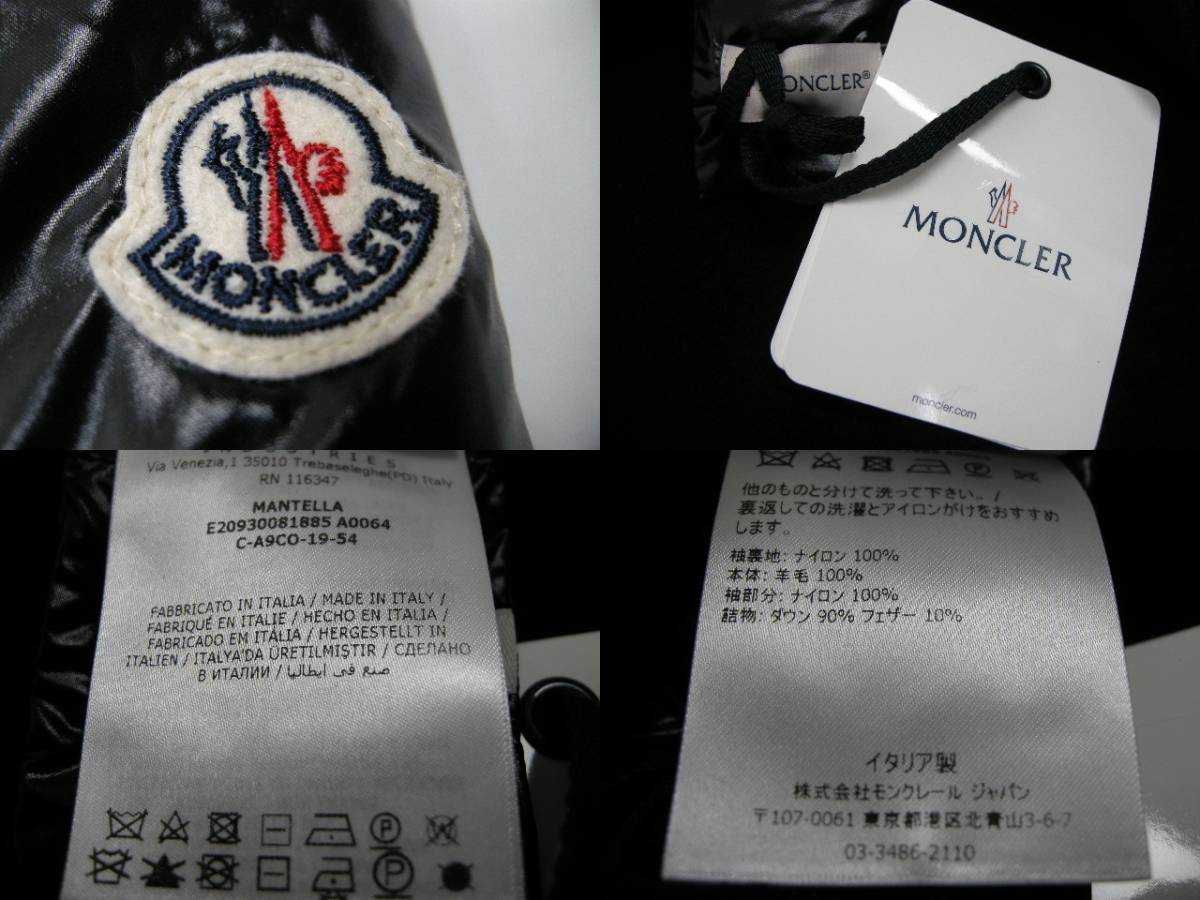 MONCLER
ONCLER®
MONCLER
moncler.com
Via Venezia,1 35010 Trebaseleghe(PD) Italy
RN 116347
MANTELLA
E20930081885 A0064
C-A9CO-19-54
FABBRICATO IN ITALIA / MADE IN ITALY /
FABRIQUÉ EN ITALIE / HECHO EN ITALIA /
FABRICADO EM ITÁLIA / HERGESTELLT IN
ITALIEN / ITALYA'DA ÜRETILMIŞTIR / СДЕЛАНО
В ИТАЛИИ / صنع في ايطاليا
他のものと分けて洗って下さい。/
裏返しての洗濯とアイロンがけをおすすめ
します。
袖裏地: ナイロン 100%
本体: 羊毛 100%
袖部分: ナイロン 100%
詰物: ダウン 90% フェザー 10%
イタリア製
株式会社モンクレール ジャパン
〒107-0061 東京都港区北青山3-6-7
03-3486-2110